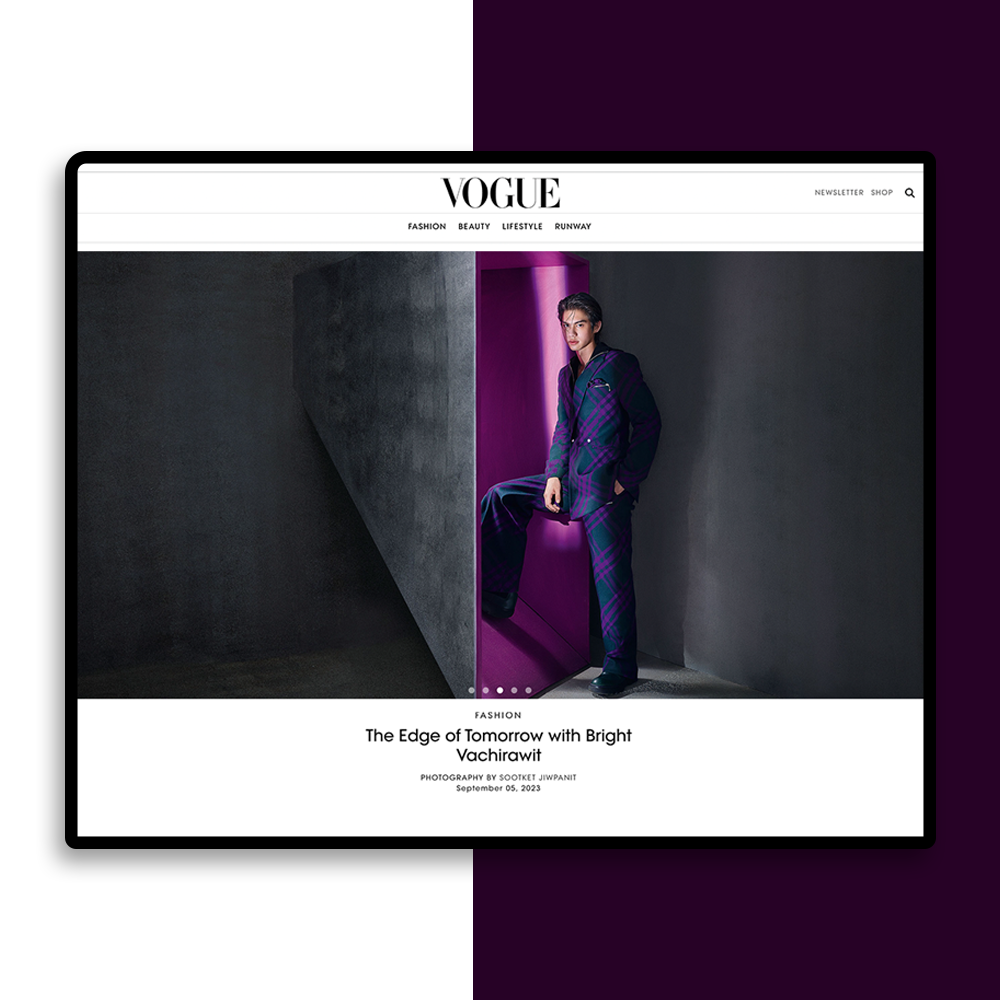 VOGUE
NEWSLETTER SHOP
FASHION BEAUTY LIFESTYLE RUNWAY
FASHION
The Edge of Tomorrow with Bright
Vachirawit
PHOTOGRAPHY BY SOOTKET JIWPANIT
September 05, 2023